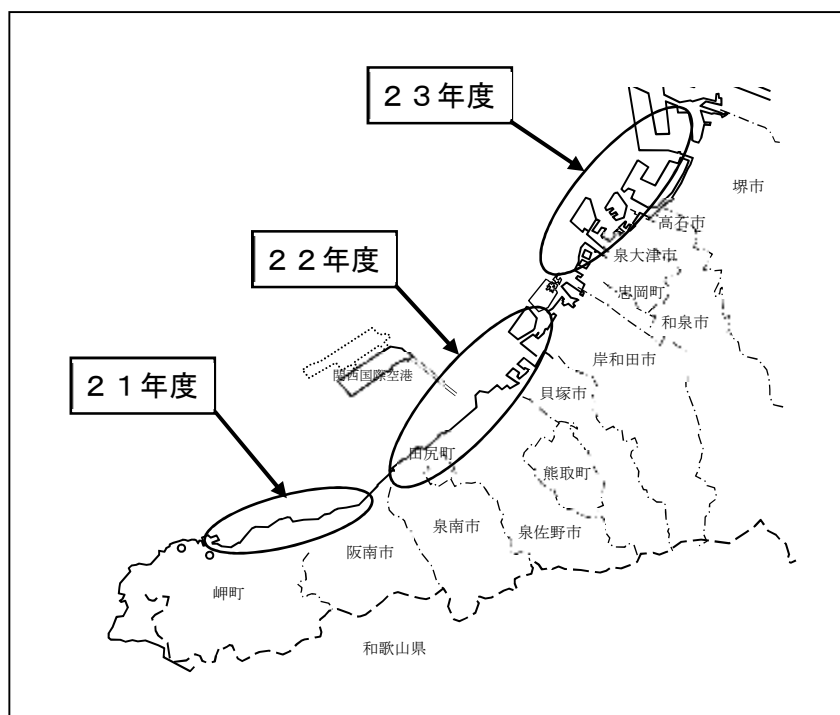 ２３年度
堺市
高石市
２２年度
泉大津市
忠岡町
和泉市
岸和田市
関西国際空港
２１年度
貝塚市
田尻町
熊取町
泉南市
泉佐野市
阪南市
岬町
和歌山県